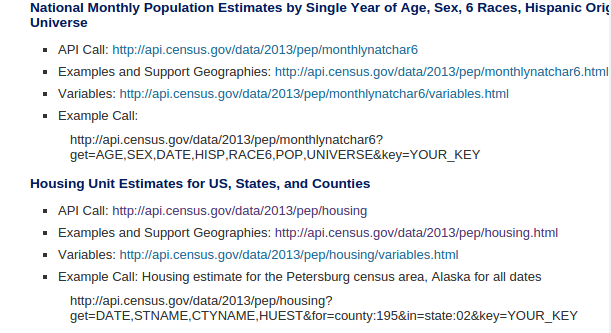 National Monthly Population Estimates by Single Year of Age, Sex, 6 Races, Hispanic
Universe
API Call: http://api.census.gov/data/2013/pep/monthlynatchar6
Examples and Support Geographies: http://api.census.gov/data/2013/pep/monthlynatchar6.html
Variables: http://api.census.gov/data/2013/pep/monthlynatchar6/variables.html
Example Call:
http://api.census.gov/data/2013/pep/monthlynatchar6?
get=AGE,SEX,DATE,HISP,RACE6,POP,UNIVERSE&key=YOUR_KEY
Housing Unit Estimates for US, States, and Counties
API Call: http://api.census.gov/data/2013/pep/housing
Examples and Support Geographies: http://api.census.gov/data/2013/pep/housing.html
Variables: http://api.census.gov/data/2013/pep/housing/variables.html
Example Call: Housing estimate for the Petersburg census area, Alaska for all dates
http://api.census.gov/data/2013/pep/housing?
get=DATE,STNAME,CTYNAME,HUEST&for=county:195&in=state:02&key=YOUR_KEY